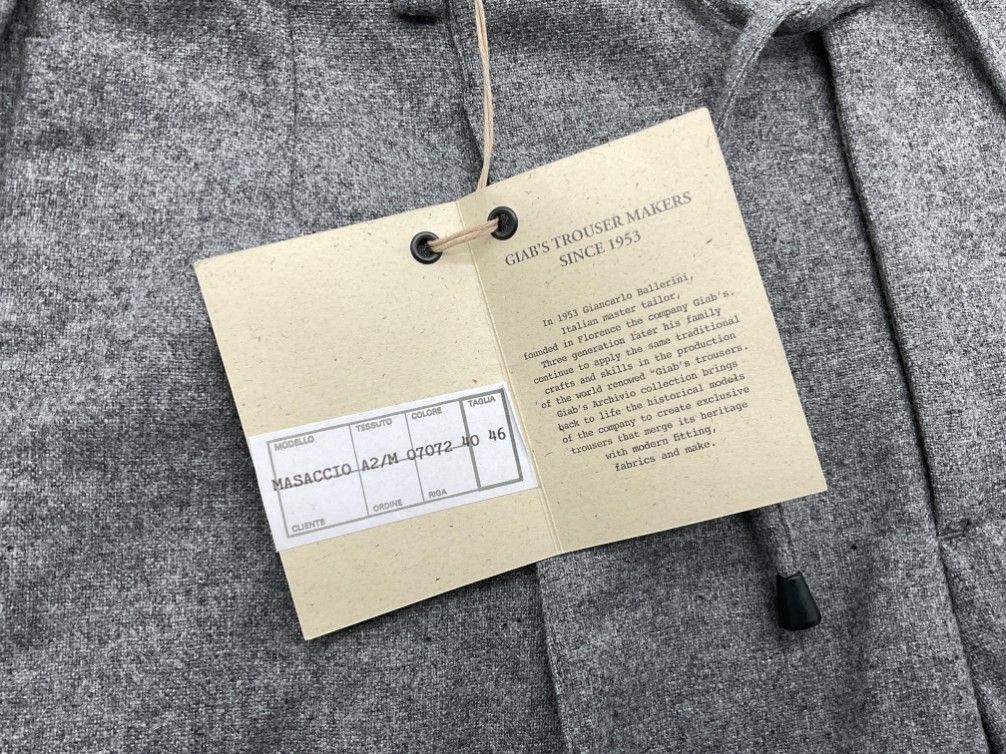 MODELLO TESSUTO COLORE TAGLIA
MASACCIO A2/M 07072 40 46
CLIENTE ORDINE RIGA
GIAB'S TROUSER MAKERS
SINCE 1953
In 1953 Giancarlo Ballerini,
Italian master tailor,
founded in Florence the company Giab's.
Three generation later his family
continue to apply the same traditional
crafts and skills in the production
of the world renowned "Giab's trousers.
Giab's Archivio collection brings
back to life the historical models
of the company to create exclusive
trousers that merge its heritage
with modern fitting,
fabrics and make.